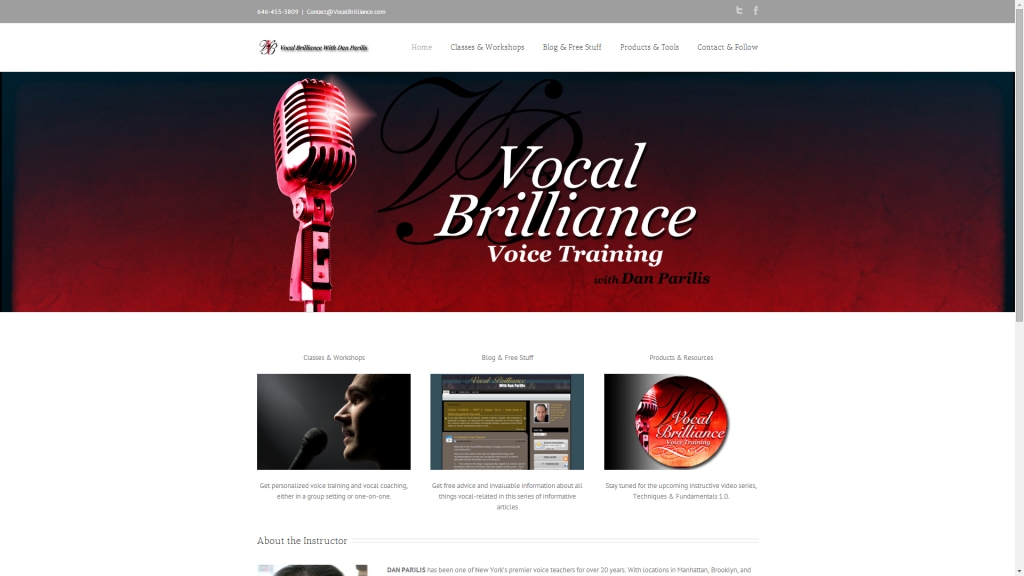 646-455-3809 | Contact@VocalBrilliance.com
Vocal Brilliance With Dan Parilis
Home Classes & Workshops Blog & Free Stuff Products & Tools Contact & Follow
Vocal
Brilliance
Voice Training
with Dan Parilis
Classes & Workshops
Blog & Free Stuff
Products & Resources
Vocal Brilliance
With Dan Parilis
Vocal
Brilliance
Voice Training
Get personalized voice training and vocal coaching,
either in a group setting or one-on-one.
Get free advice and invaluable information about all
things vocal-related in this series of informative
articles
Stay tuned for the upcoming instructive video series,
Techniques & Fundamentals 1.0.
About the Instructor
DAN PARILIS has been one of New York's premier voice teachers for over 20 years. With locations in Manhattan, Brooklyn, and